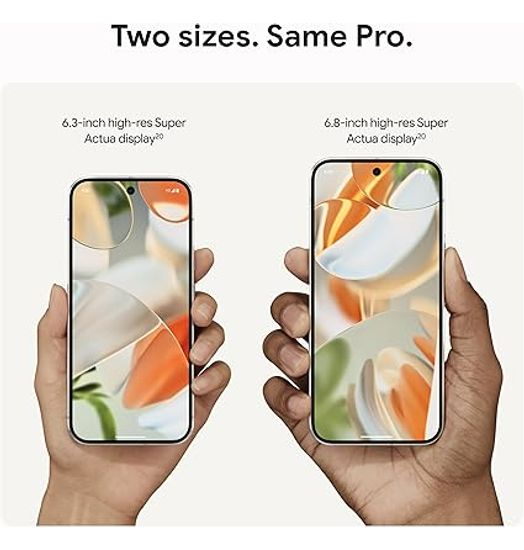 Two sizes. Same Pro.
6.3-inch high-res Super
Actua display20
6.8-inch high-res Super
Actua display20